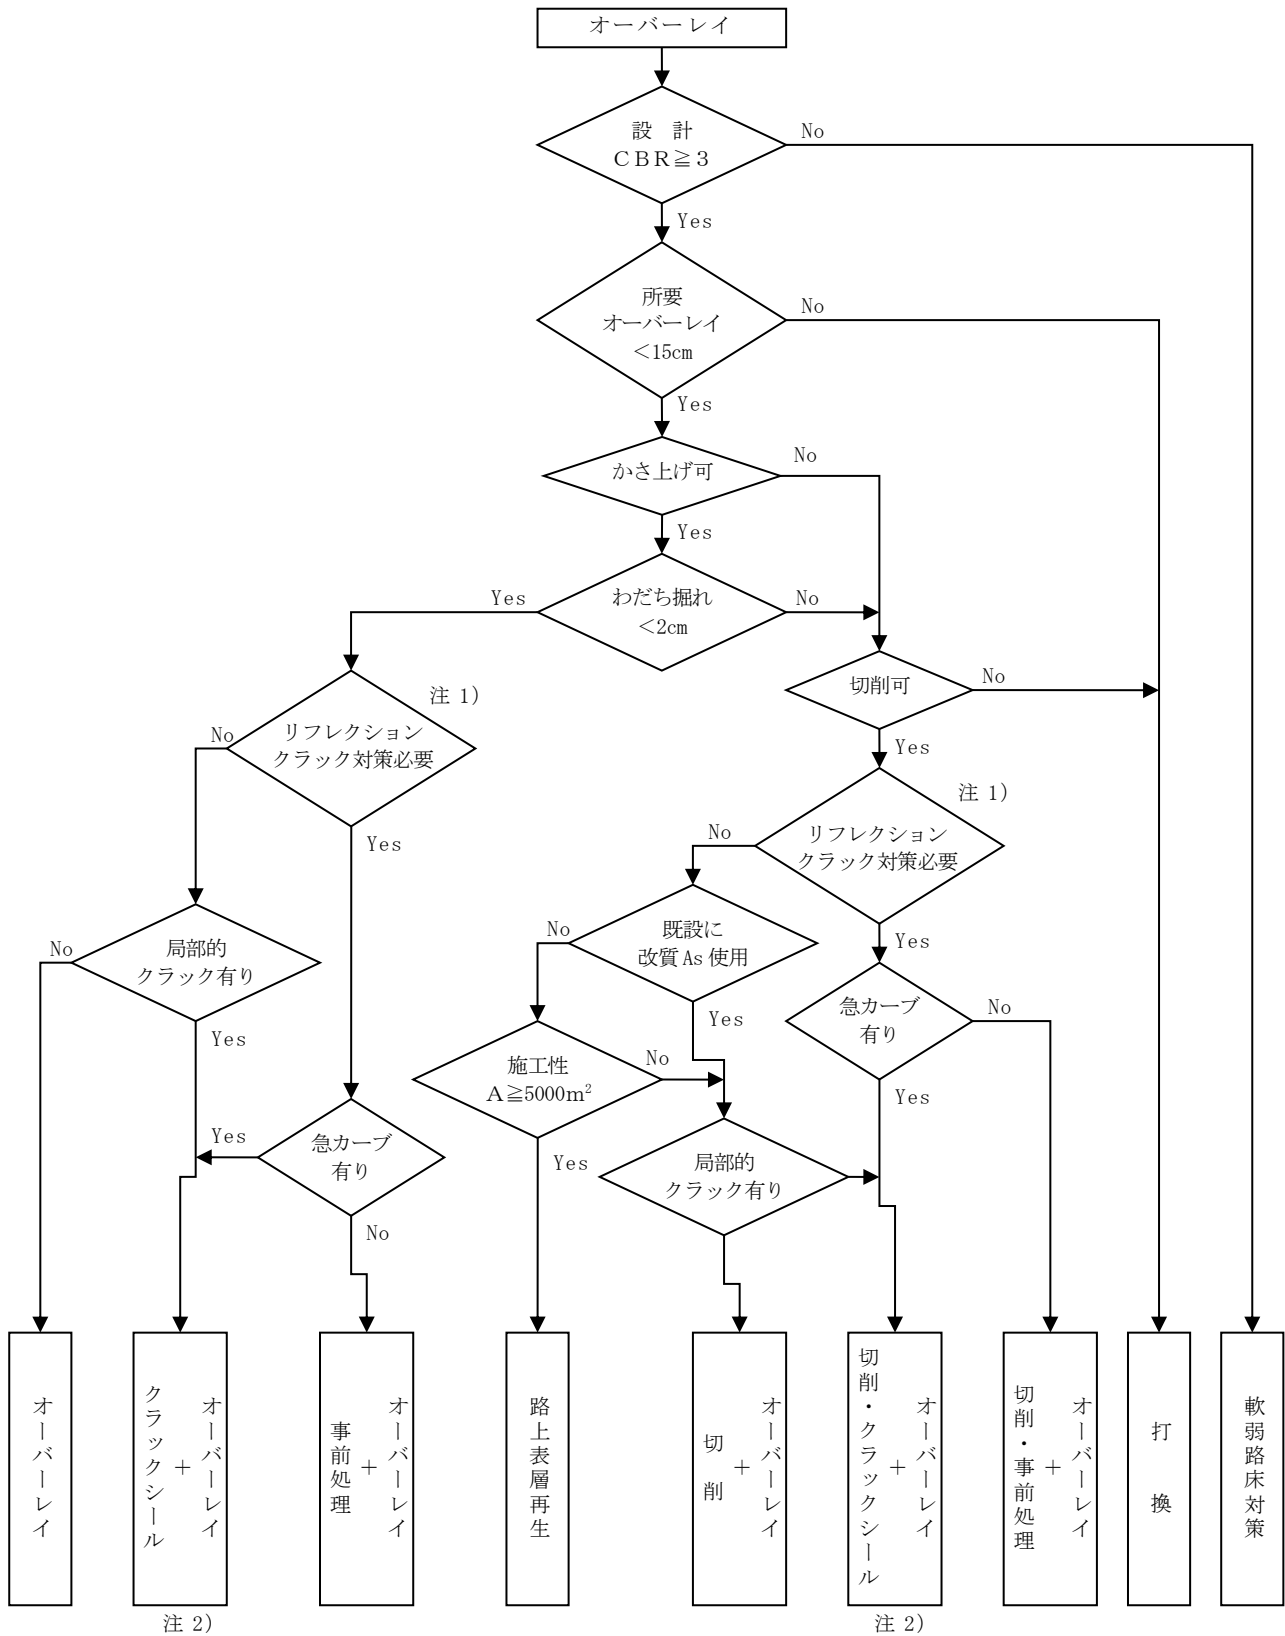 オーバーレイ
設　計
CBR≧3
No
Yes
所要
オーバーレイ
<15cm
No
Yes
かさ上げ可
No
Yes
わだち掘れ
<2cm
Yes
No
切削可
No
Yes
注 1)
リフレクション
クラック対策必要
No
Yes
注 1)
リフレクション
クラック対策必要
No
Yes
局部的
クラック有り
No
Yes
既設に
改質 As 使用
No
Yes
急カーブ
有り
No
Yes
施工性
A≧5000m²
No
Yes
急カーブ
有り
Yes
No
局部的
クラック有り
オーバーレイ
オーバーレイ
+
クラックシール
オーバーレイ
+
事前処理
路上表層再生
オーバーレイ
+
切　削
オーバーレイ
+
切削・クラックシール
オーバーレイ
+
切削・事前処理
打　換
軟弱路床対策
注 2)
注 2)